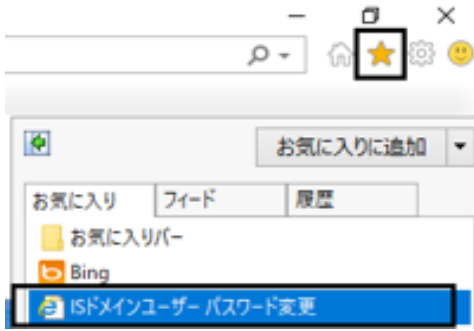 お気に入りに追加
お気に入り フィード 履歴
お気に入りバー
Bing
ISドメインユーザー パスワード変更